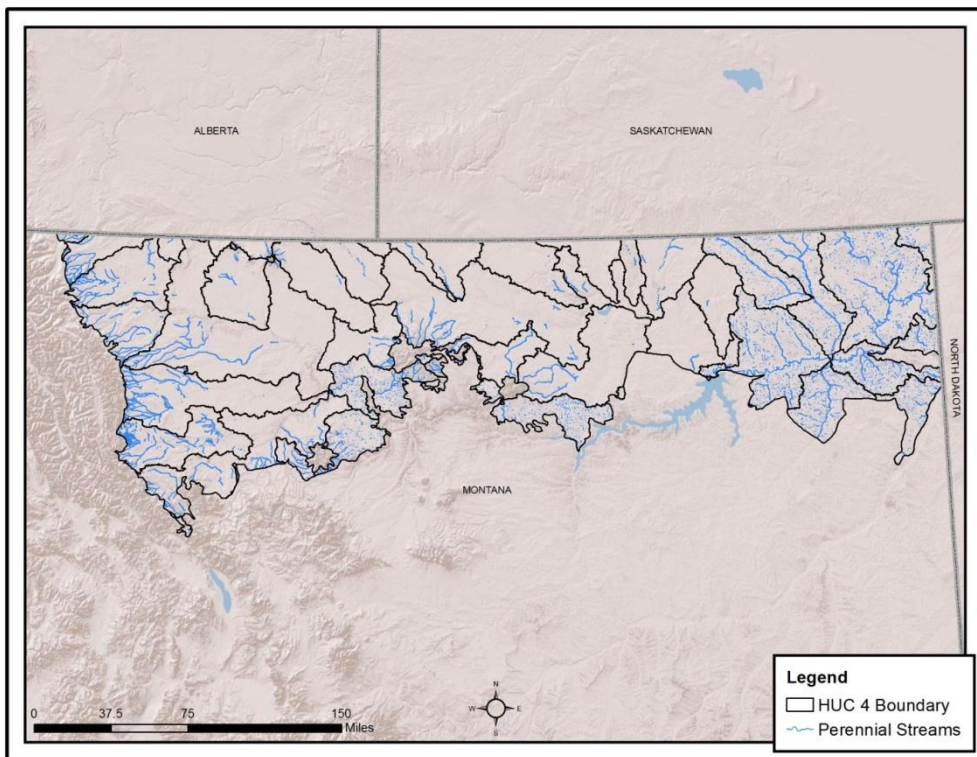 ALBERTA
SASKATCHEWAN
NORTH DAKOTA
MONTANA
N
W E
S
0 37.5 75 150
Miles
Legend
HUC 4 Boundary
Perennial Streams